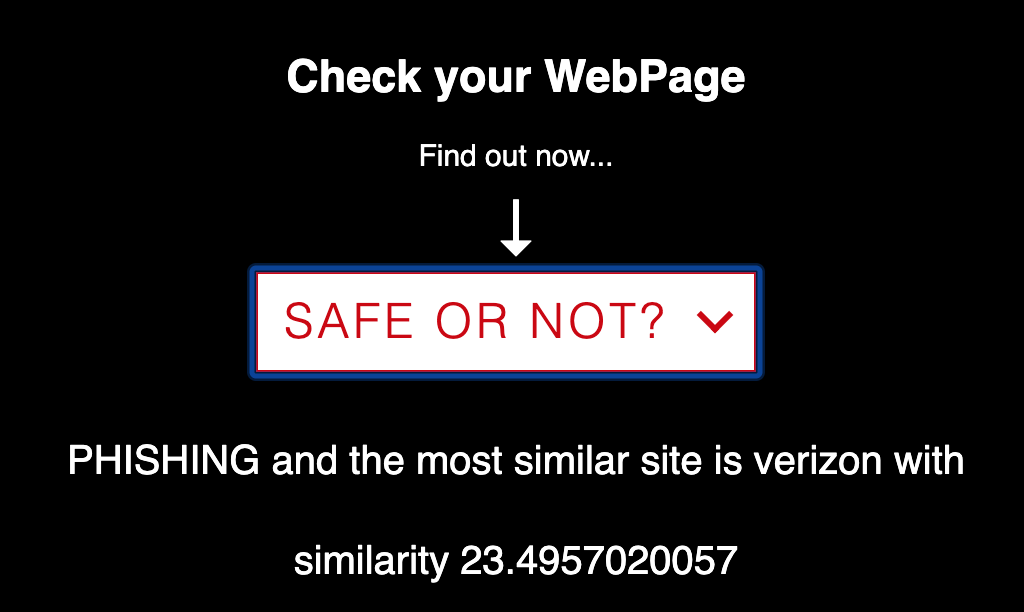 Check your WebPage
Find out now...
SAFE OR NOT?
PHISHING and the most similar site is verizon with
similarity 23.4957020057